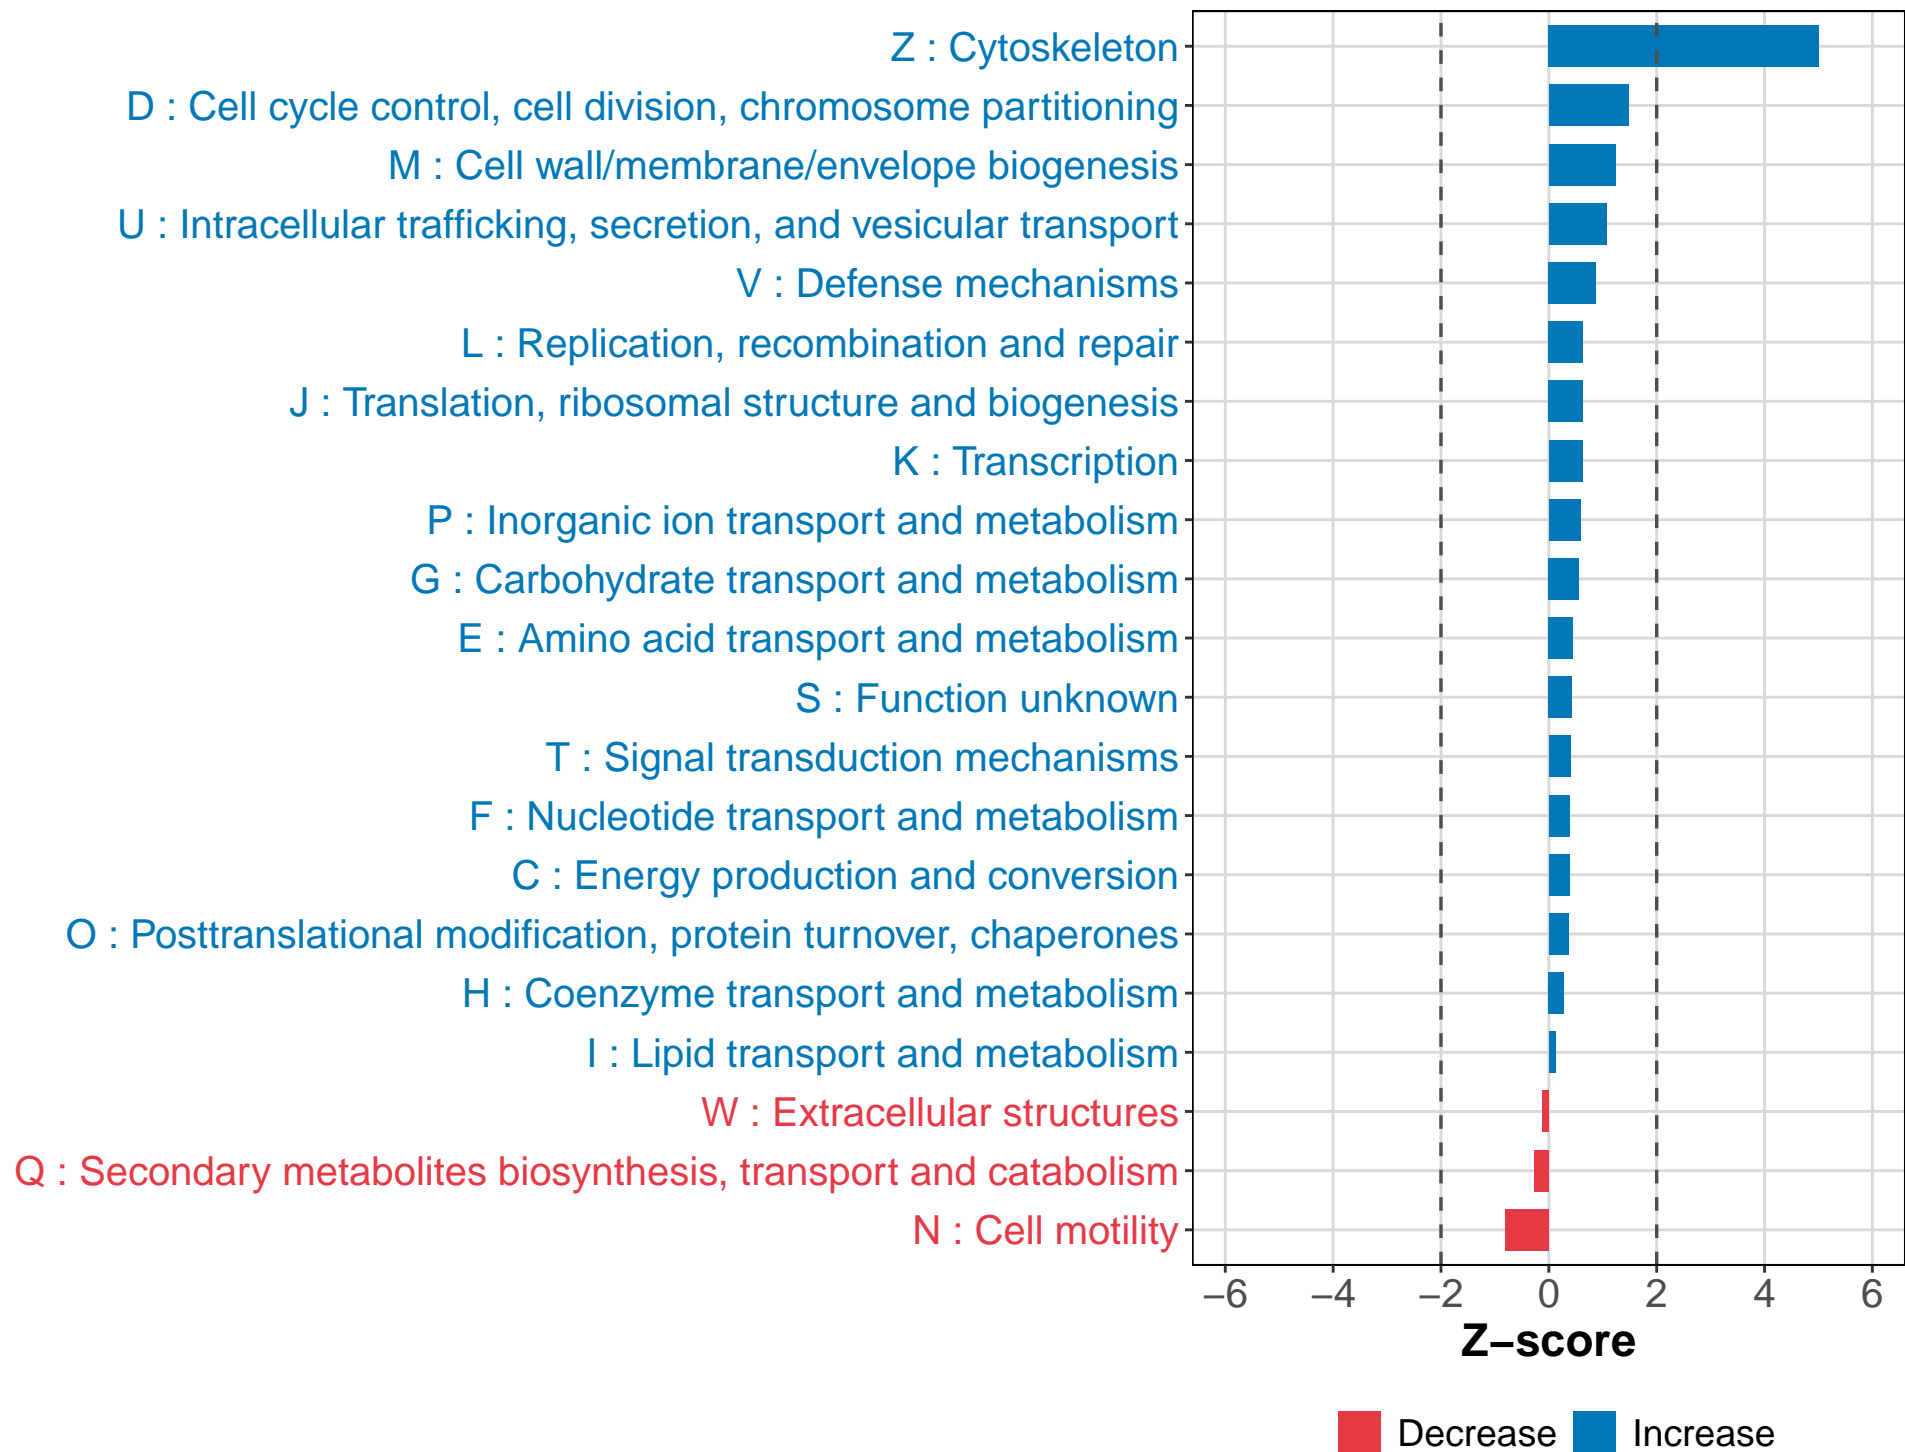 Z : Cytoskeleton
D : Cell cycle control, cell division, chromosome partitioning
M : Cell wall/membrane/envelope biogenesis
U : Intracellular trafficking, secretion, and vesicular transport
V : Defense mechanisms
L : Replication, recombination and repair
J : Translation, ribosomal structure and biogenesis
K : Transcription
P : Inorganic ion transport and metabolism
G : Carbohydrate transport and metabolism
E : Amino acid transport and metabolism
S : Function unknown
T : Signal transduction mechanisms
F : Nucleotide transport and metabolism
C : Energy production and conversion
O : Posttranslational modification, protein turnover, chaperones
H : Coenzyme transport and metabolism
I : Lipid transport and metabolism
W : Extracellular structures
Q : Secondary metabolites biosynthesis, transport and catabolism
N : Cell motility
−6 −4 −2 0 2 4 6
Z−score
Decrease Increase